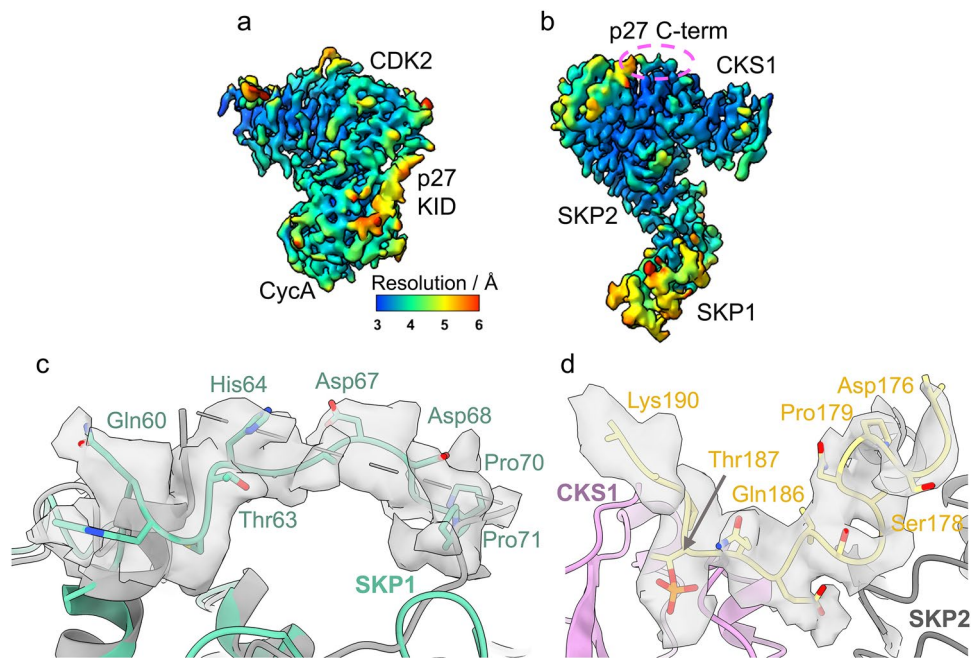 a
CDK2
p27
KID
CycA
Resolution / Å
3 4 5 6
b
p27 C-term
CKS1
SKP2
SKP1
c
His64
Asp67
Gln60
Asp68
Pro70
Thr63
Pro71
SKP1
d
Asp176
Lys190
Pro179
Thr187
CKS1
Gln186
Ser178
SKP2